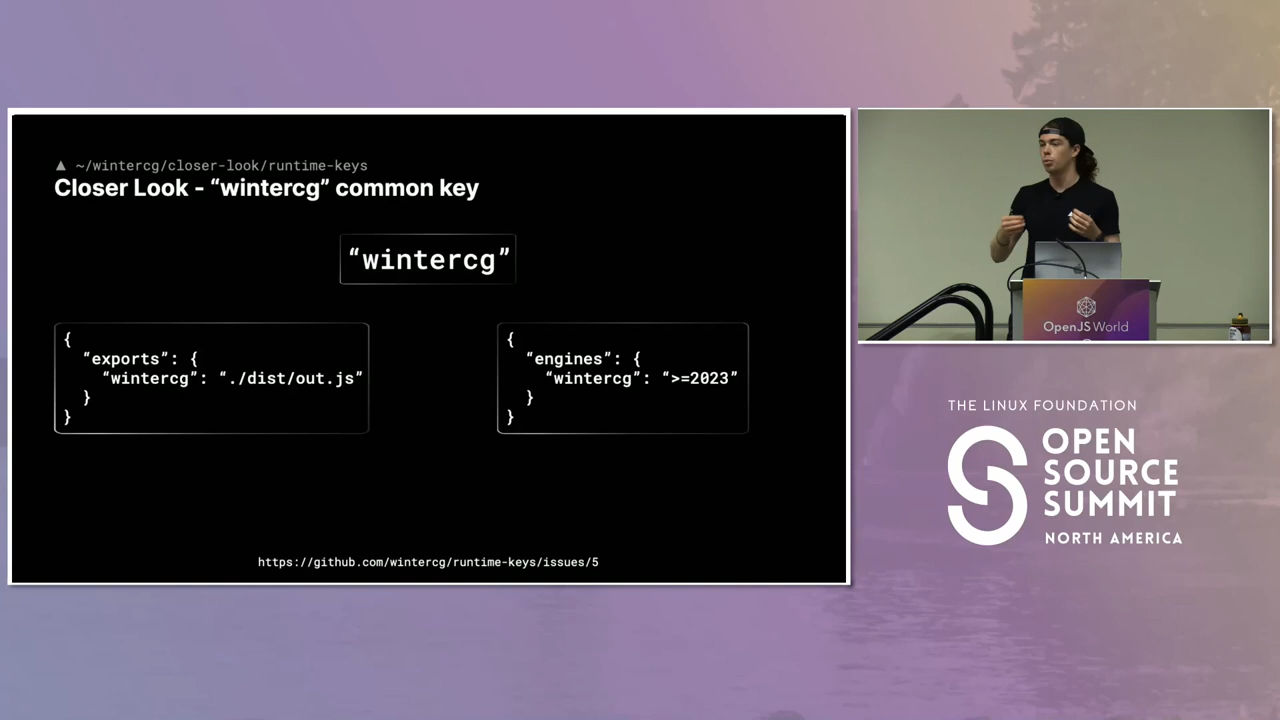 ▲ ~/wintercg/closer-look/runtime-keys
Closer Look - “wintercg” common key
“wintercg”
{
“exports”: {
“wintercg”: “./dist/out.js”
}
}
{
“engines”: {
“wintercg”: “>=2023”
}
}
https://github.com/wintercg/runtime-keys/issues/5
OpenJS World
THE LINUX FOUNDATION
OPEN
SOURCE
SUMMIT
NORTH AMERICA